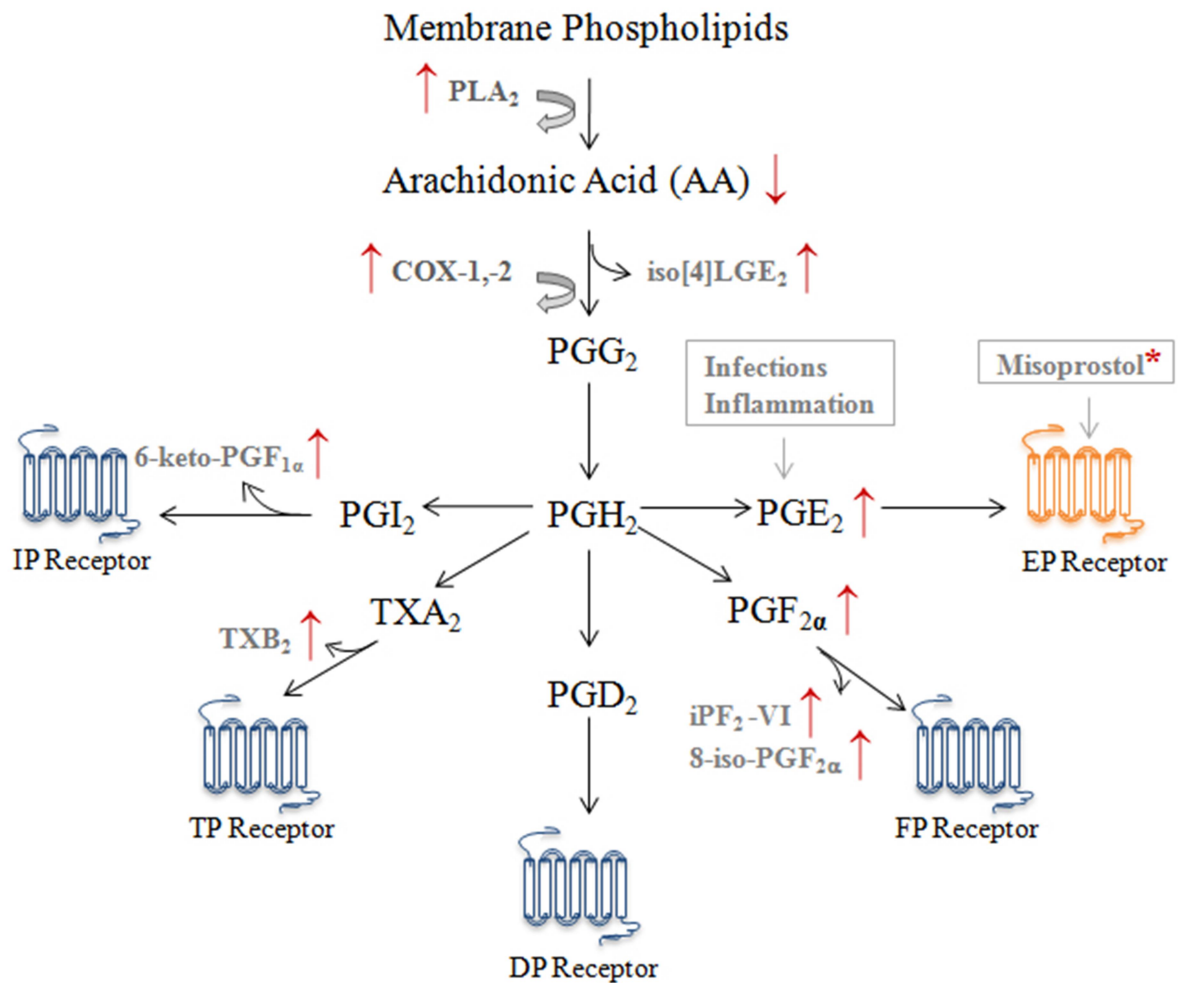 Membrane Phospholipids
PLA₂
Arachidonic Acid (AA)
COX-1,-2
iso[4]LGE₂
PGG₂
Infections
Inflammation
Misoprostol*
6-keto-PGF₁α
PGI₂
PGH₂
PGE₂
IP Receptor
EP Receptor
TXA₂
PGF₂α
TXB₂
PGD₂
iPF₂-VI
8-iso-PGF₂α
TP Receptor
FP Receptor
DP Receptor